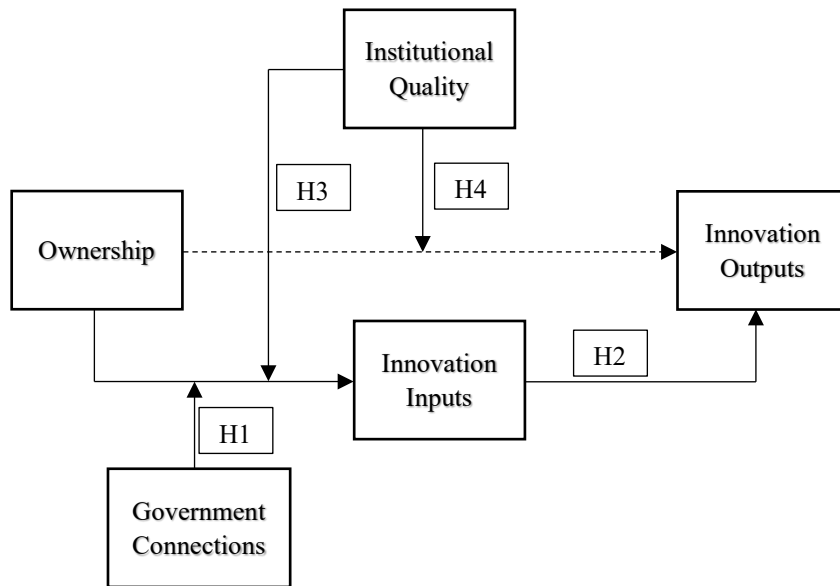 Institutional
Quality
H3
H4
Ownership
Innovation
Outputs
Innovation
Inputs
H2
H1
Government
Connections